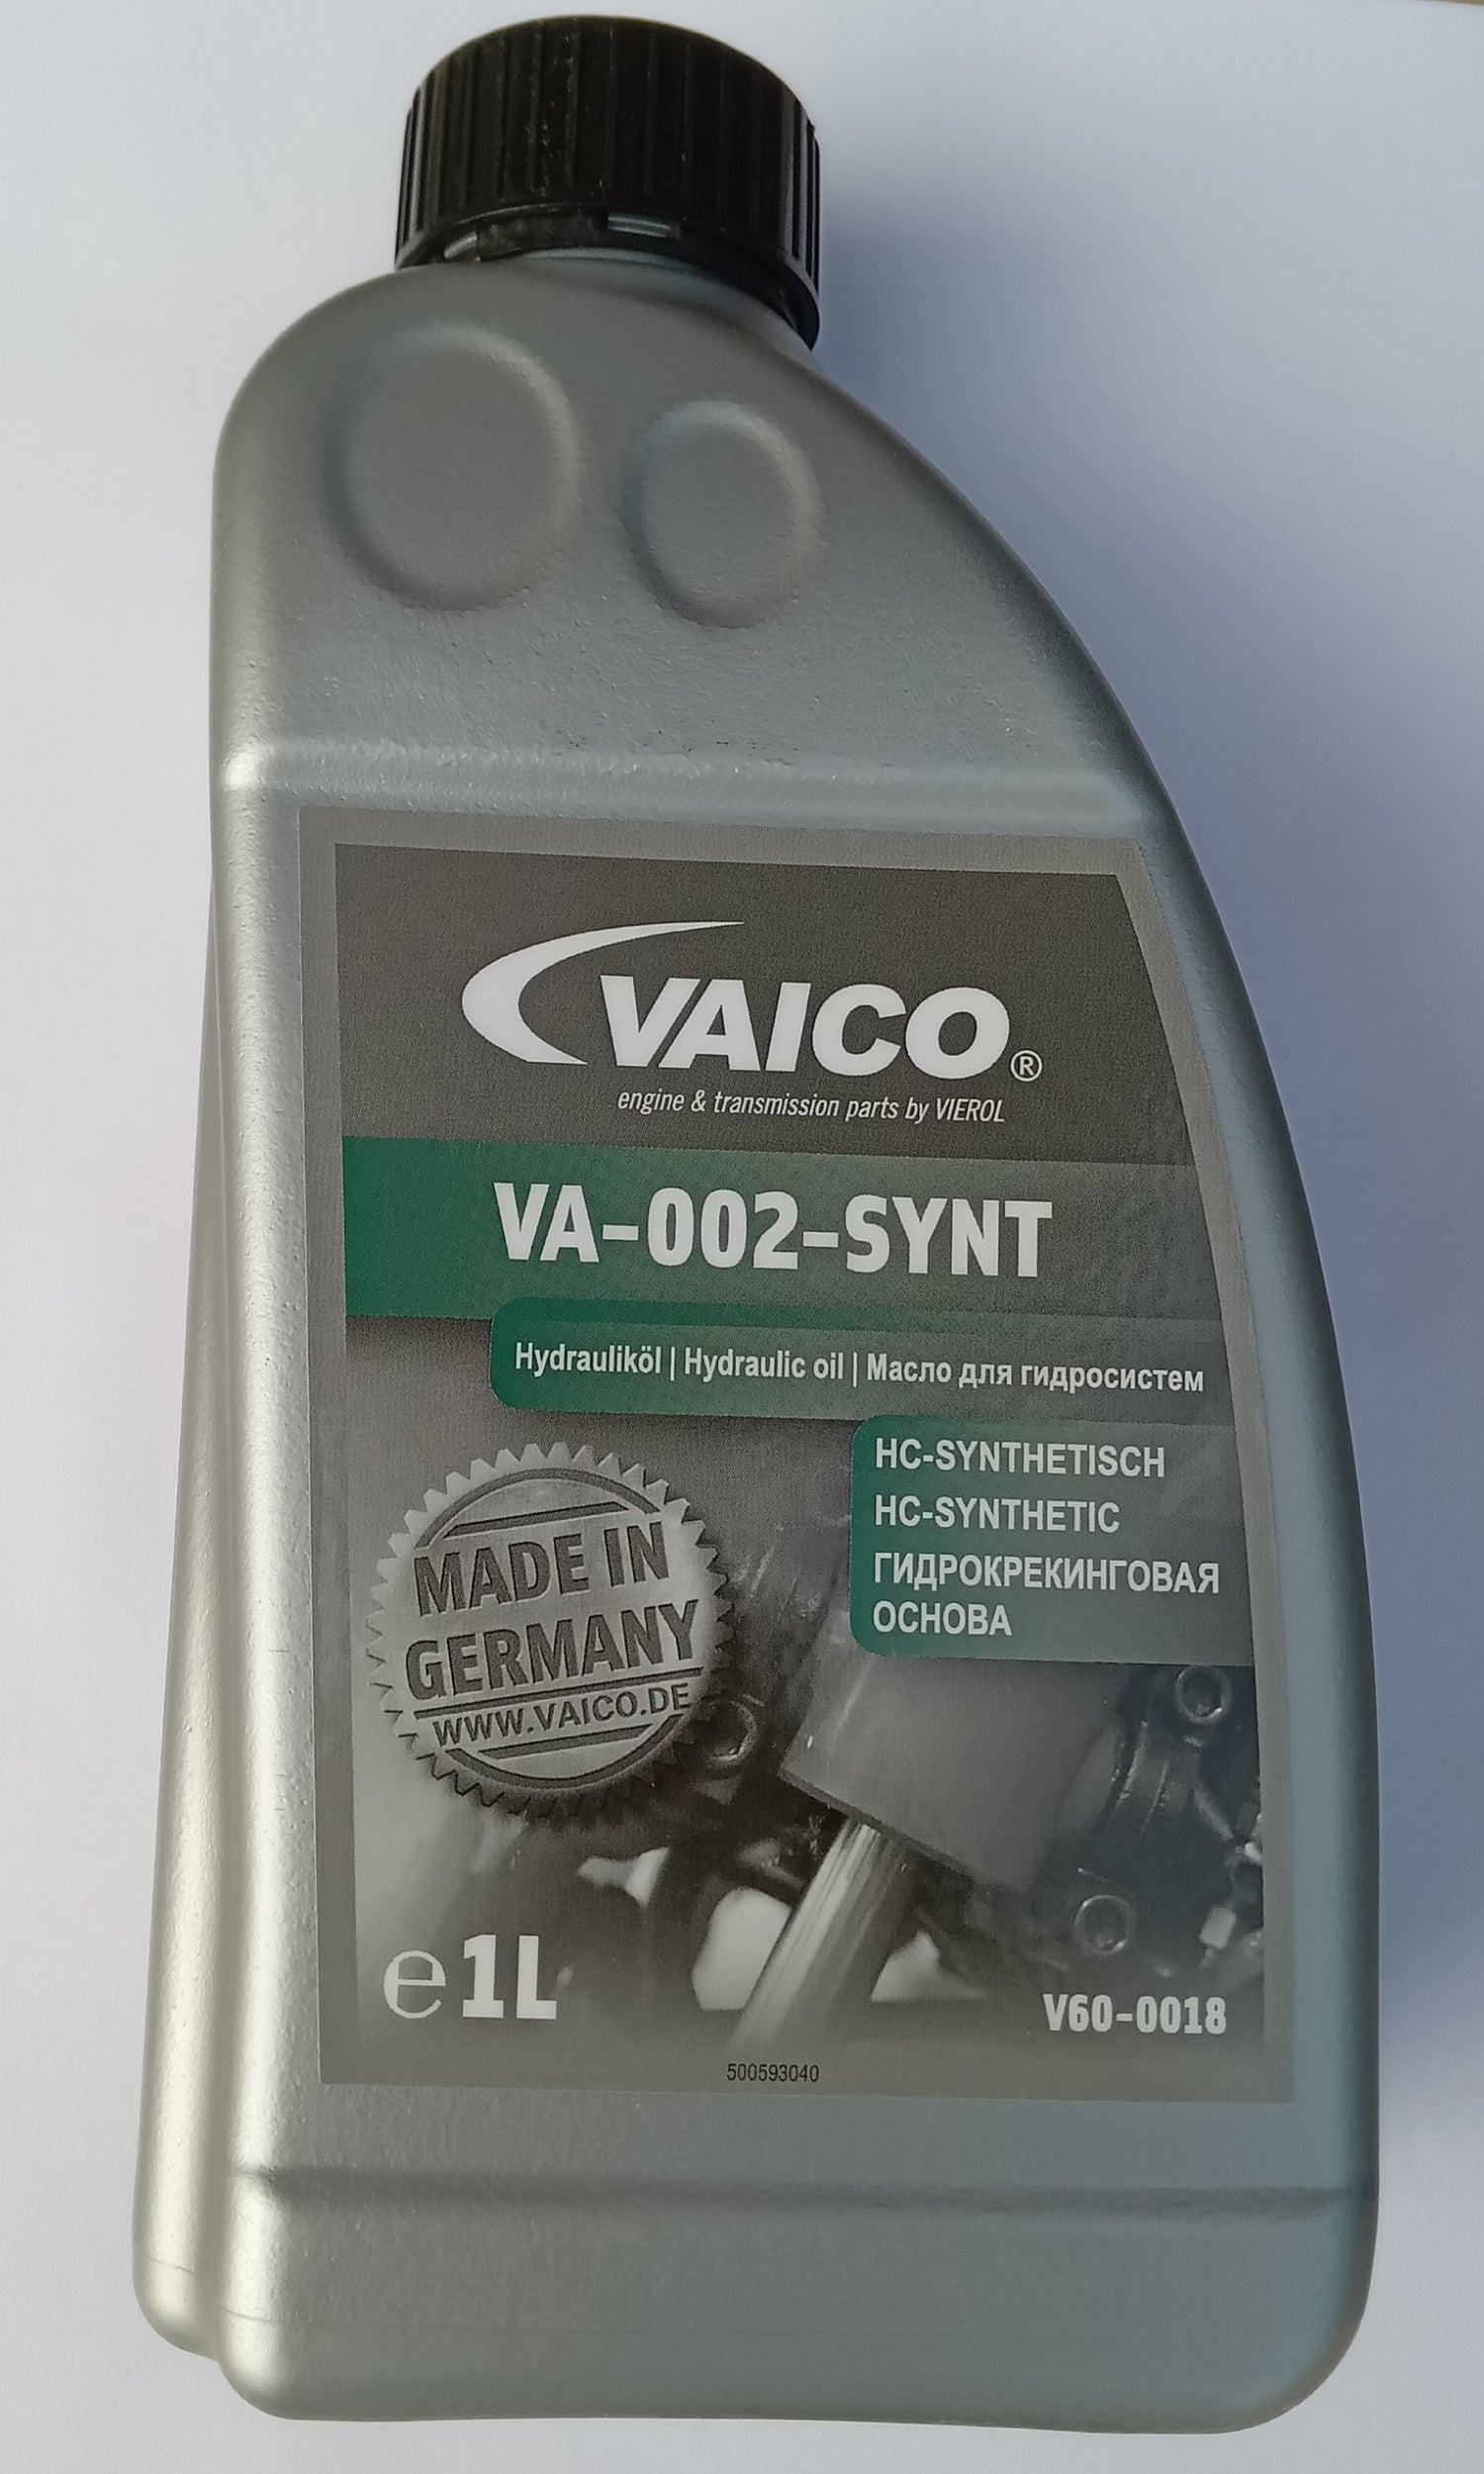 VAICO®
engine & transmission parts by VIEROL
VA-002-SYNT
Hydrauliköl | Hydraulic oil | Масло для гидросистем
HC-SYNTHETISCH
HC-SYNTHETIC
ГИДРОКРЕКИНГОВАЯ
ОСНОВА
MADE IN
GERMANY
WWW.VAICO.DE
e 1L
V60-0018
500593040